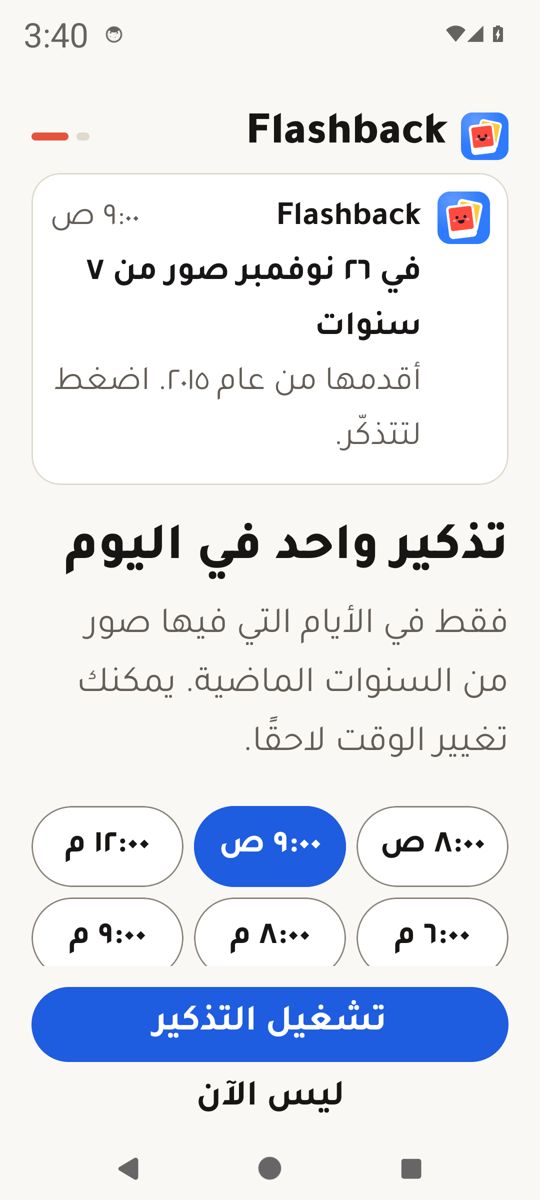 3:40
Flashback
Flashback
٩:٠٠ ص
في ٢٦ نوفمبر صور من ٧
سنوات
أقدمها من عام ٢٠١٥. اضغط
لتتذكّر.
تذكير واحد في اليوم
فقط في الأيام التي فيها صور
من السنوات الماضية. يمكنك
تغيير الوقت لاحقًا.
٨:٠٠ ص
٩:٠٠ ص
١٢:٠٠ م
٦:٠٠ م
٨:٠٠ م
٩:٠٠ م
تشغيل التذكير
ليس الآن